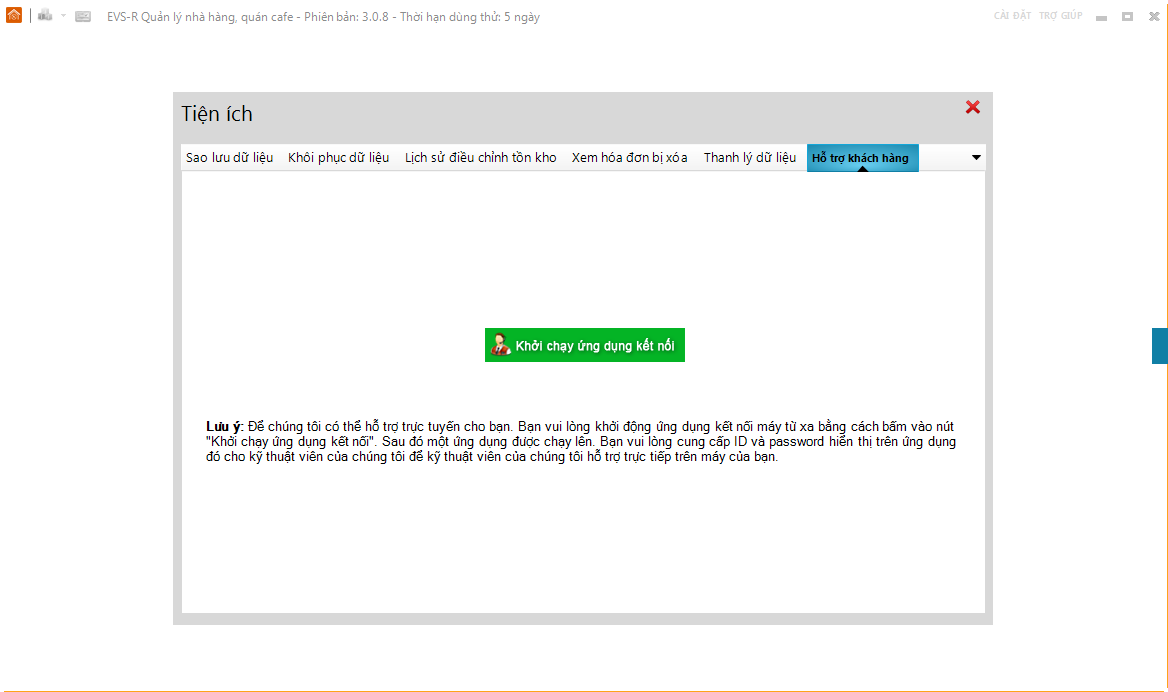 EVS-R Quản lý nhà hàng, quán cafe - Phiên bản: 3.0.8 - Thời hạn dùng thử: 5 ngày
CÀI ĐẶT TRỢ GIÚP
Tiện ích
Sao lưu dữ liệu Khôi phục dữ liệu Lịch sử điều chỉnh tồn kho Xem hóa đơn bị xóa Thanh lý dữ liệu Hỗ trợ khách hàng
Khởi chạy ứng dụng kết nối
Lưu ý: Để chúng tôi có thể hỗ trợ trực tuyến cho bạn. Bạn vui lòng khởi động ứng dụng kết nối máy từ xa bằng cách bấm vào nút
"Khởi chạy ứng dụng kết nối". Sau đó một ứng dụng được chạy lên. Bạn vui lòng cung cấp ID và password hiển thị trên ứng dụng
đó cho kỹ thuật viên của chúng tôi để kỹ thuật viên của chúng tôi hỗ trợ trực tiếp trên máy của bạn.